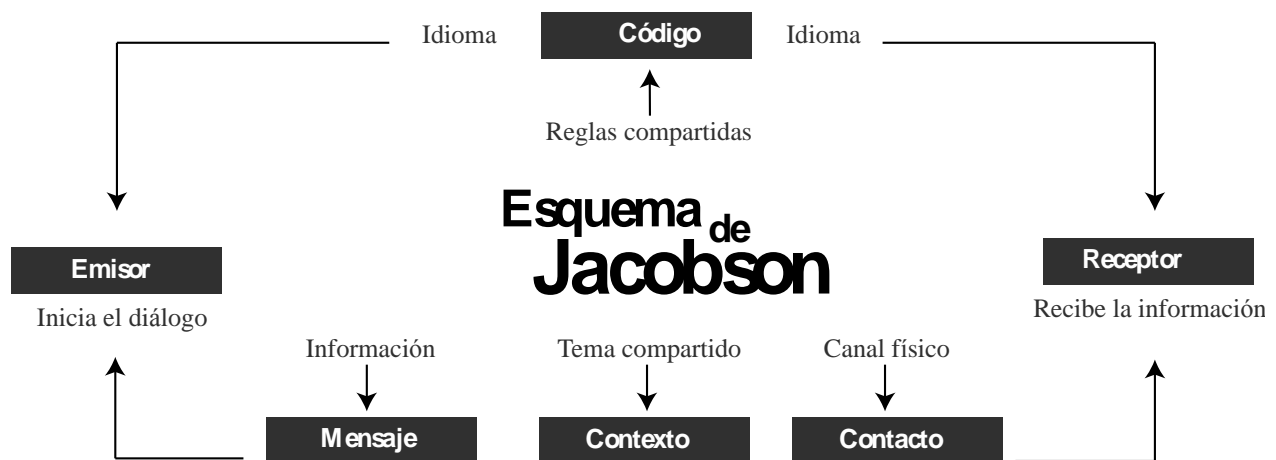 Idioma
Código
Idioma
Reglas compartidas
Esquema de
Jacobson
Emisor
Receptor
Inicia el diálogo
Recibe la información
Información
Tema compartido
Canal físico
Mensaje
Contexto
Contacto